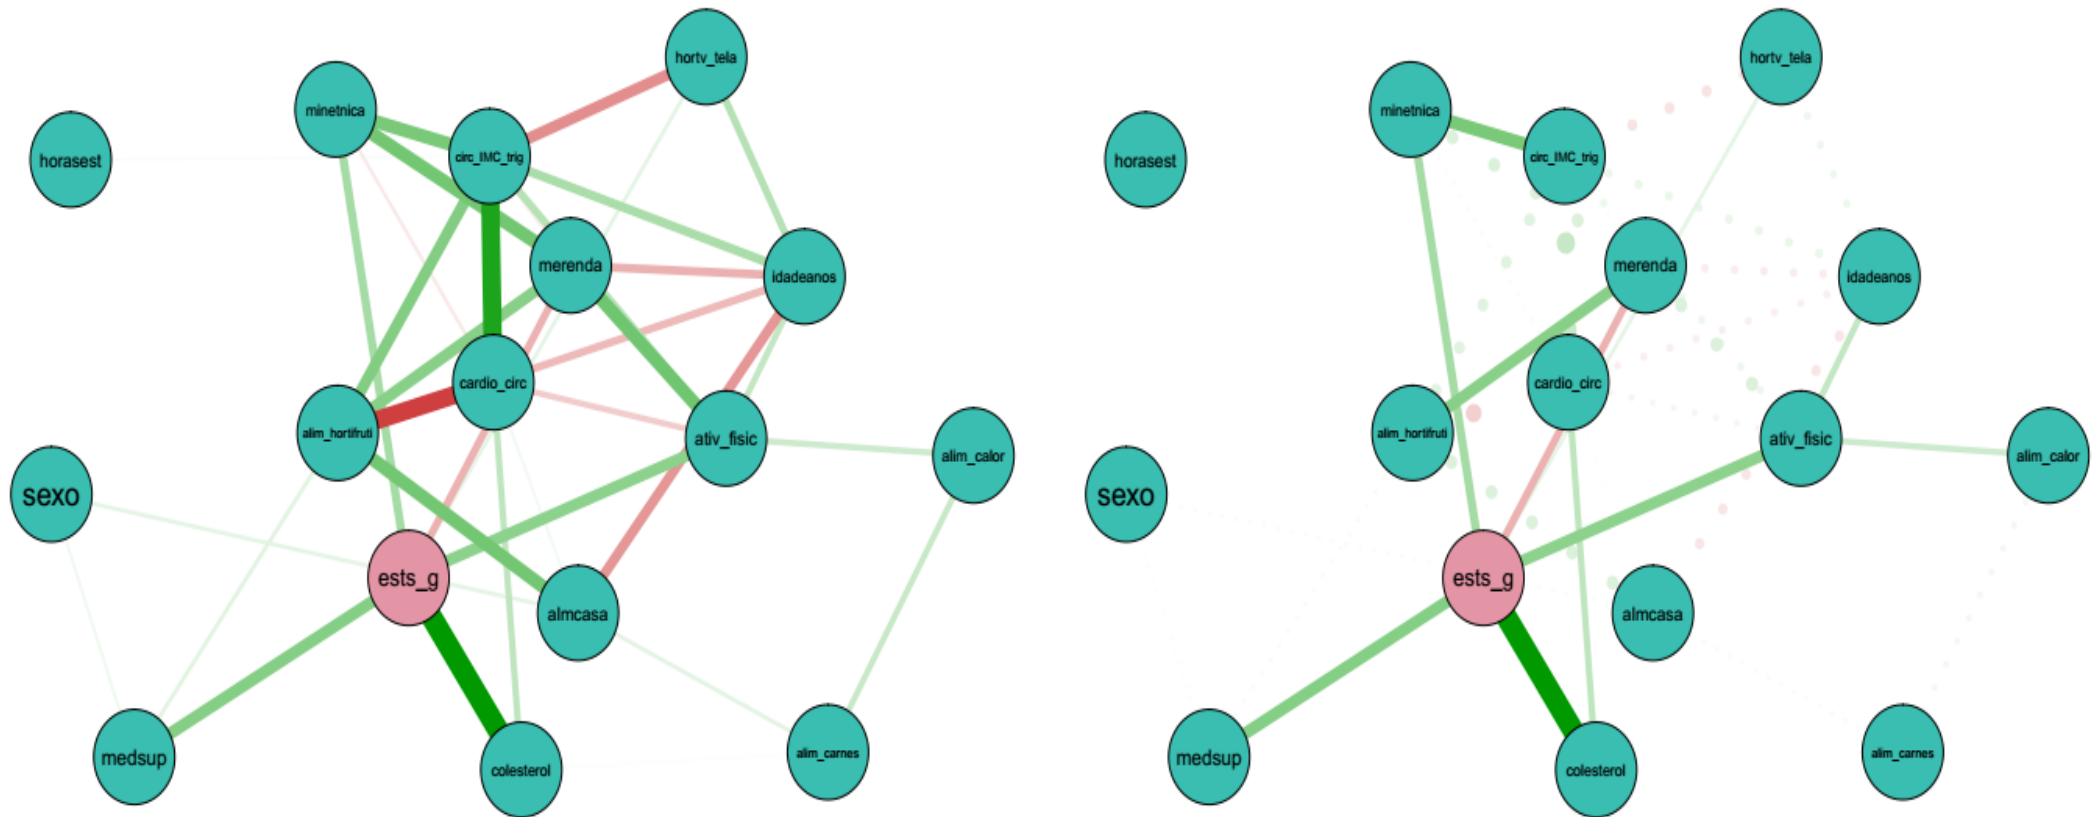 hortv_tela
minetnica
circ_IMC_trig
horasest
merenda
idadeanos
cardio_circ
alim_hortifruti
ativ_fisic
alim_calor
sexo
ests_g
almcasa
medsup
colesterol
alim_carnes
hortv_tela
minetnica
circ_IMC_trig
horasest
merenda
idadeanos
cardio_circ
alim_hortifruti
ativ_fisic
alim_calor
sexo
ests_g
almcasa
medsup
colesterol
alim_carnes